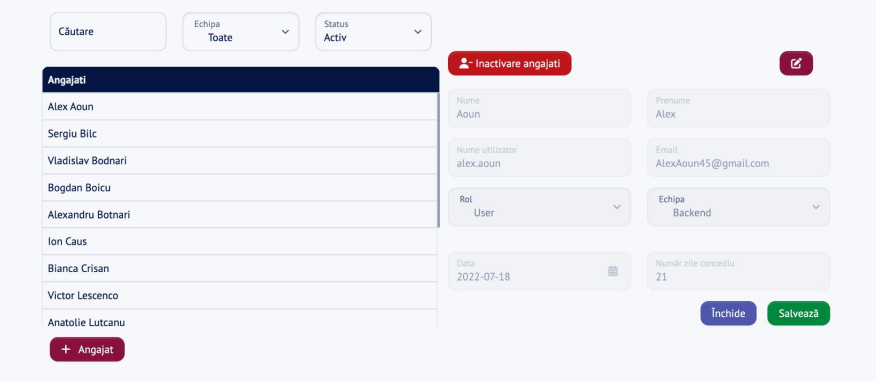 Căutare
Echipa
Toate
Status
Activ
Inactivare angajati
Angajati
Alex Aoun
Sergiu Bilc
Vladislav Bodnari
Bogdan Boicu
Alexandru Botnari
Ion Caus
Bianca Crisan
Victor Lescenco
Anatolie Lutcanu
+ Angajat
Nume
Aoun
Prenume
Alex
Nume utilizator
alex.aoun
Email
AlexAoun45@gmail.com
Rol
User
Echipa
Backend
Data
2022-07-18
Număr zile concediu
21
Închide
Salvează